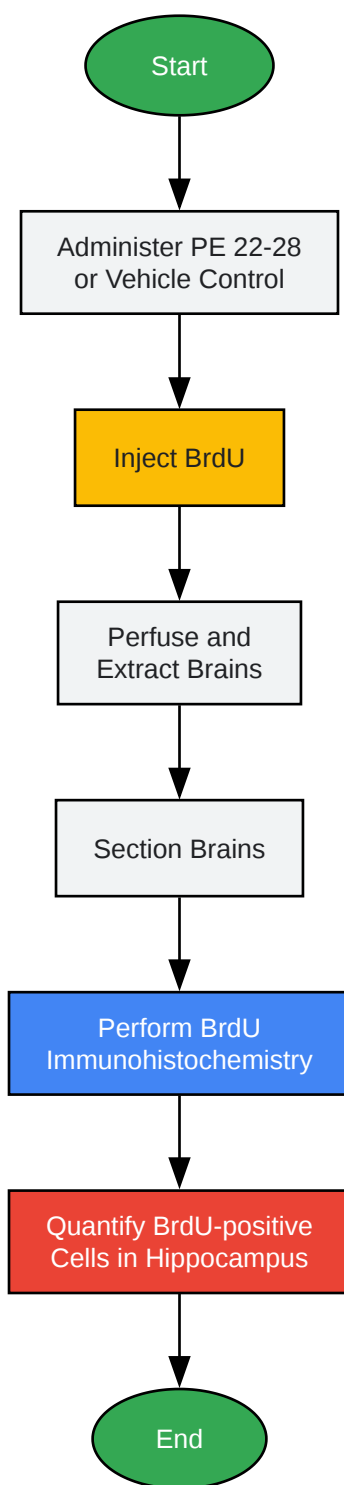 Start
Administer PE 22-28
or Vehicle Control
Inject BrdU
Perfuse and
Extract Brains
Section Brains
Perform BrdU
Immunohistochemistry
Quantify BrdU-positive
Cells in Hippocampus
End